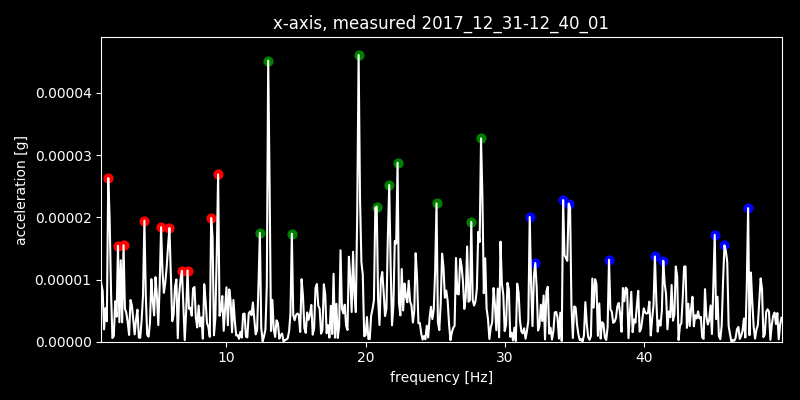 x-axis, measured 2017_12_31-12_40_01
acceleration [g]
0.00004
0.00003
0.00002
0.00001
0.00000
10 20 30 40
frequency [Hz]